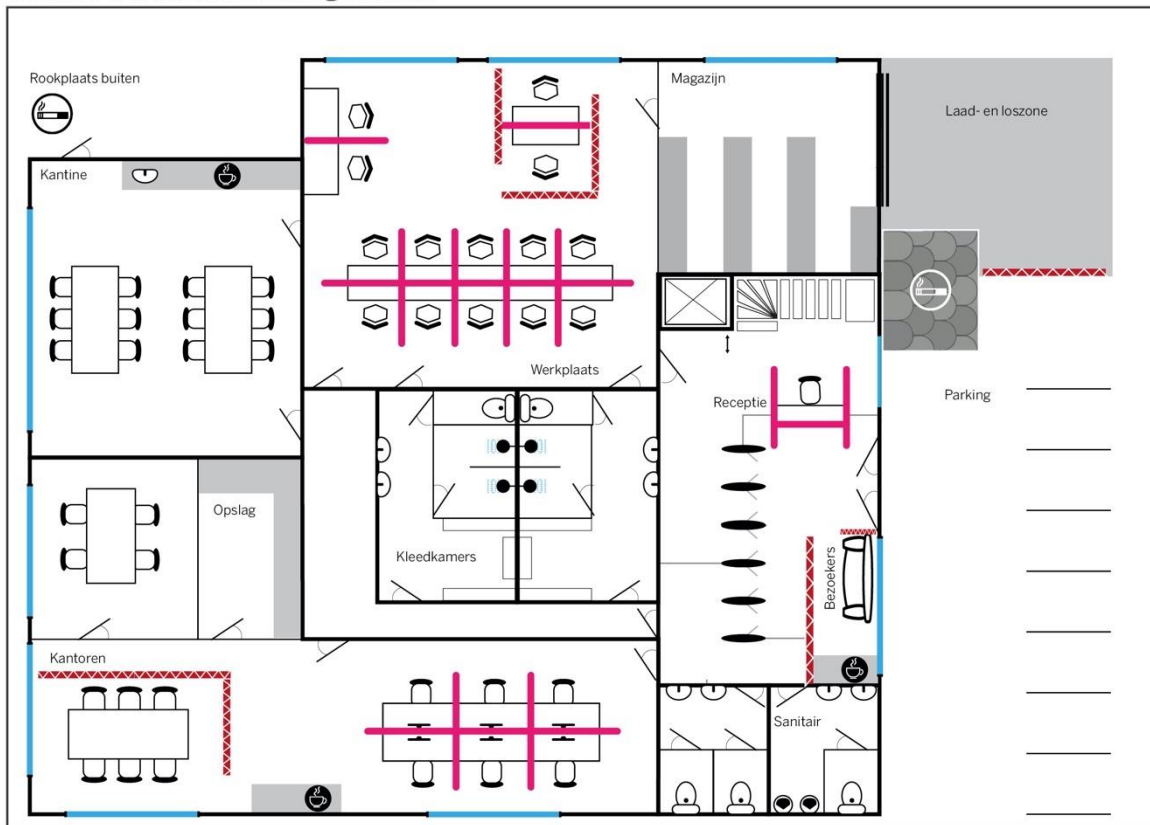 Rookplaats buiten
Magazijn
Laad- en loszone
Kantine
Werkplaats
Receptie
Parking
Opslag
Kleedkamers
Bezoekers
Kantoren
Sanitair